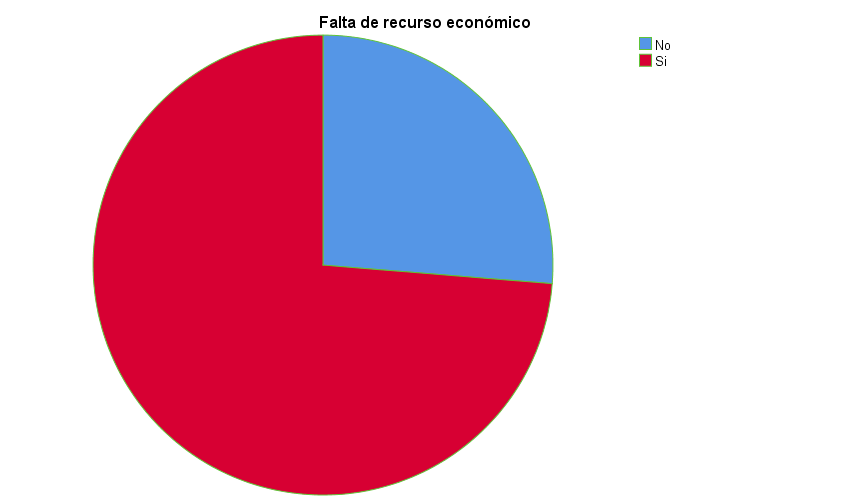 Falta de recurso económico
No
Si